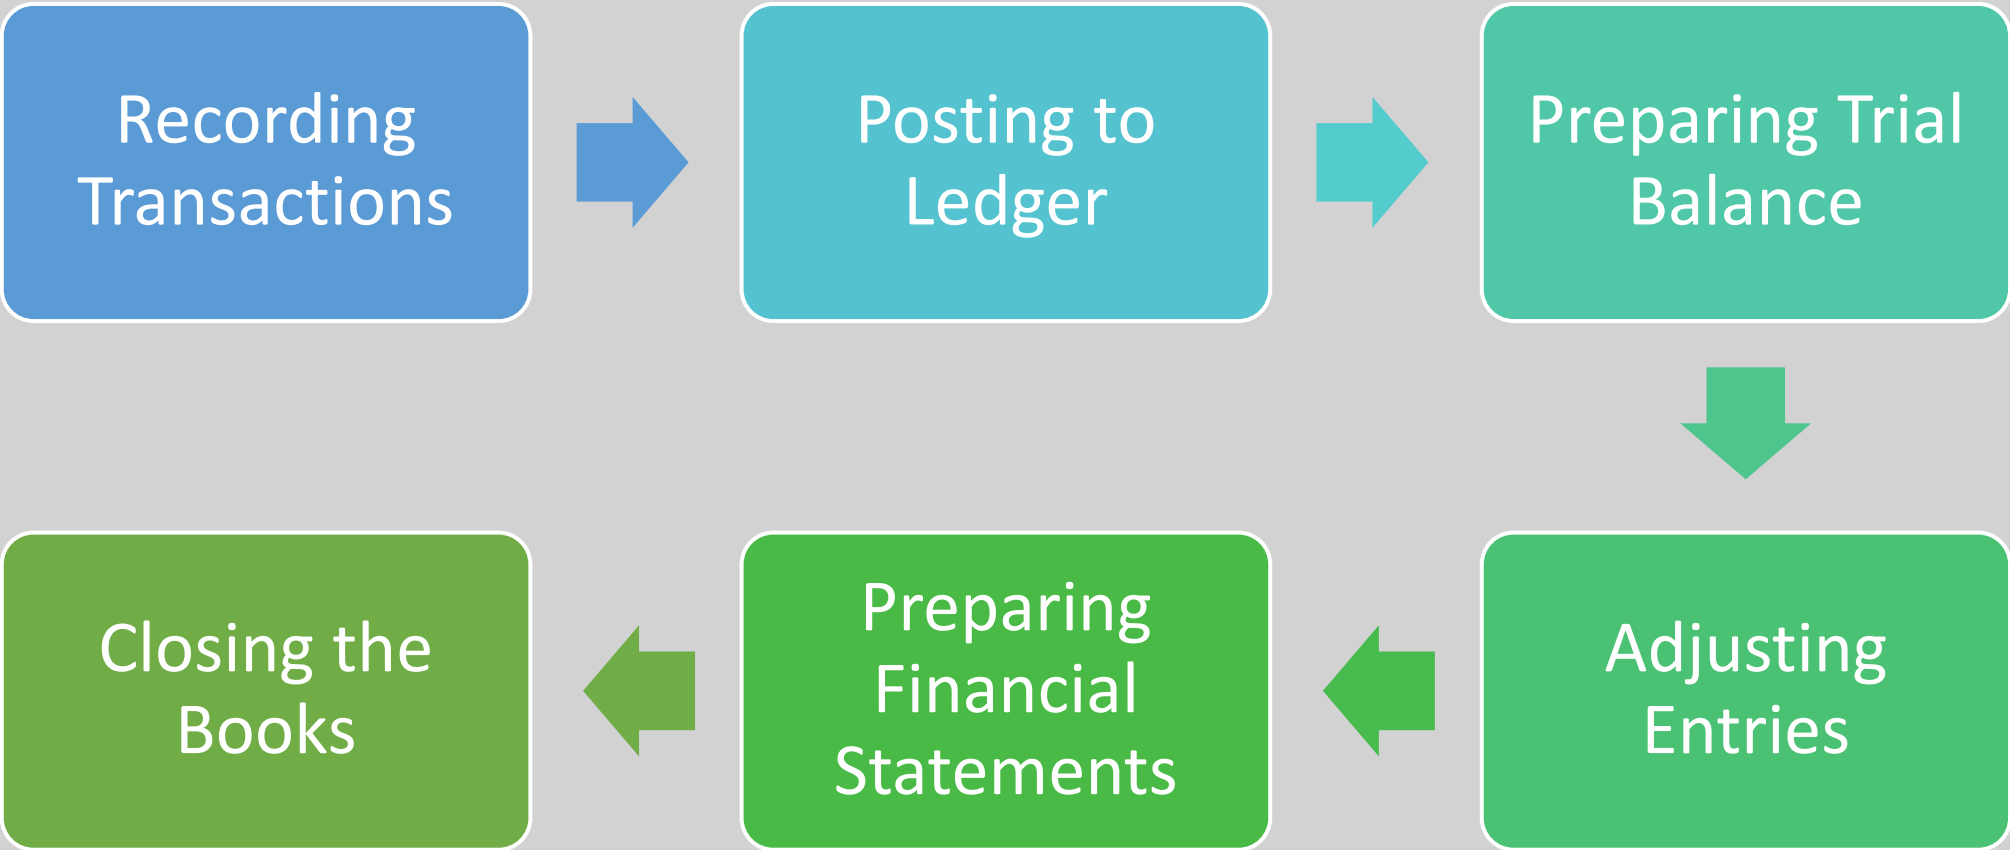 Recording
Transactions
Posting to
Ledger
Preparing Trial
Balance
Adjusting
Entries
Preparing
Financial
Statements
Closing the
Books